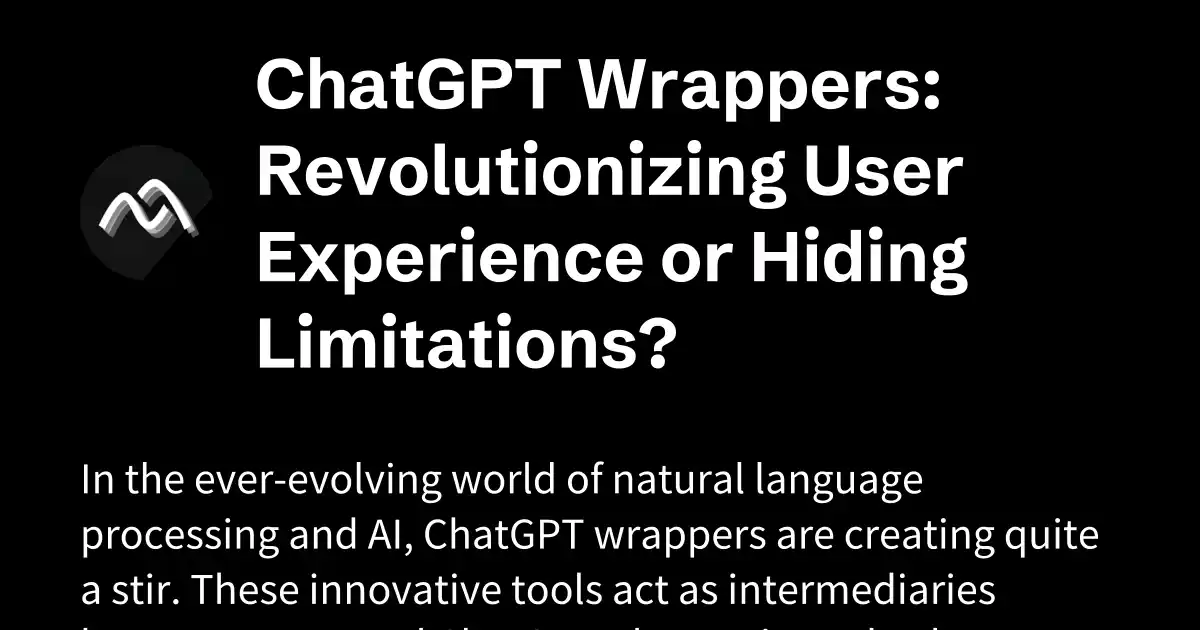 ChatGPT Wrappers:
Revolutionizing User
Experience or Hiding
Limitations?
In the ever-evolving world of natural language
processing and AI, ChatGPT wrappers are creating quite
a stir. These innovative tools act as intermediaries